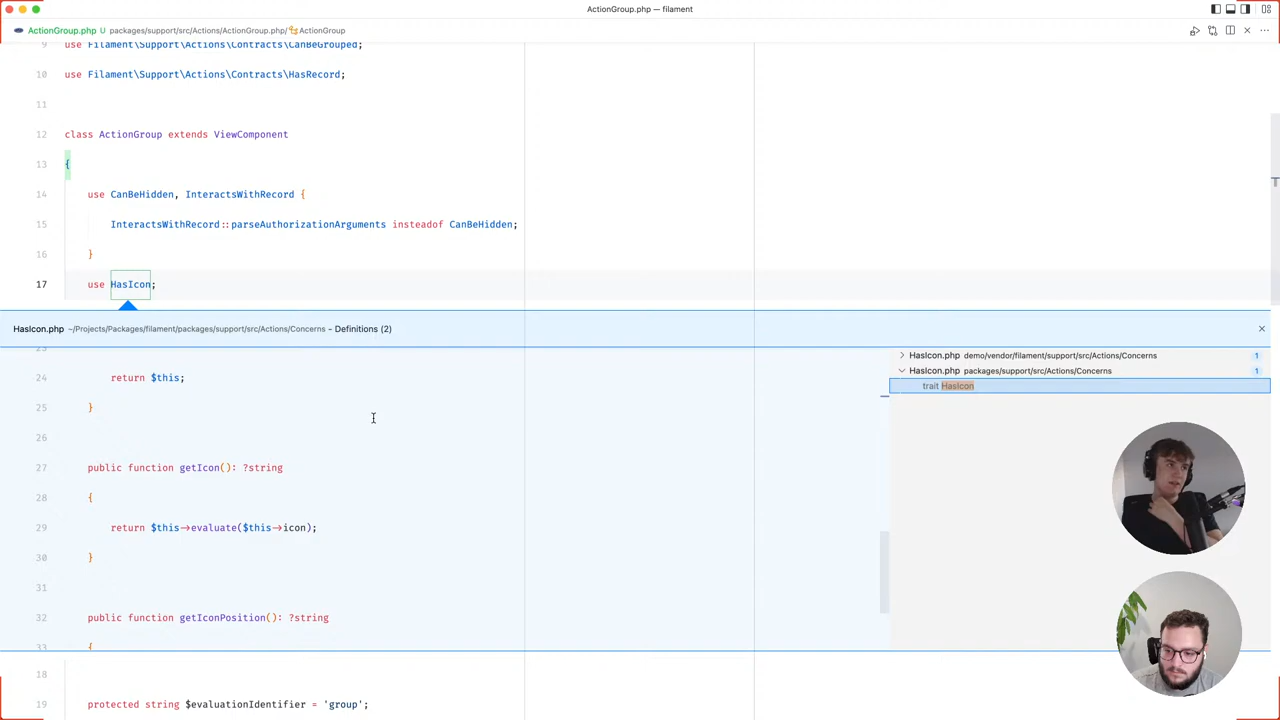 ActionGroup.php — filament
ActionGroup.php U packages/support/src/Actions/ActionGroup.php/ ActionGroup
9 use Filament\Support\Actions\Contracts\CanBeGrouped;
10 use Filament\Support\Actions\Contracts\HasRecord;
11
12 class ActionGroup extends ViewComponent
13 {
14 use CanBeHidden, InteractsWithRecord {
15 InteractsWithRecord::parseAuthorizationArguments insteadof CanBeHidden;
16 }
17 use HasIcon;
HasIcon.php ~/Projects/Packages/filament/packages/support/src/Actions/Concerns – Definitions (2)
23
24 return $this;
25 }
26
27 public function getIcon(): ?string
28 {
29 return $this->evaluate($this->icon);
30 }
31
32 public function getIconPosition(): ?string
33 {
HasIcon.php demo/vendor/filament/support/src/Actions/Concerns 1
HasIcon.php packages/support/src/Actions/Concerns 1
trait HasIcon
18
19 protected string $evaluationIdentifier = 'group';